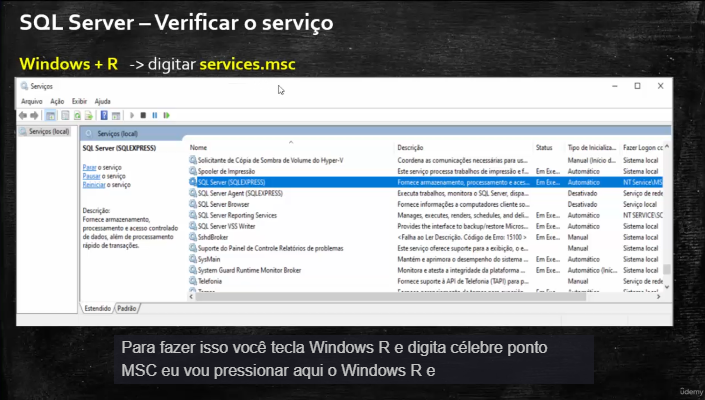 SQL Server – Verificar o serviço
Windows + R -> digitar services.msc
Serviços
Arquivo Ação Exibir Ajuda
Serviços (local)
Serviços (local)
SQL Server (SQLEXPRESS)
Parar o serviço
Pausar o serviço
Reiniciar o serviço
Descrição:
Fornece armazenamento,
processamento e acesso controlado
de dados, além de processamento
rápido de transações.
Nome Descrição Status Tipo de Inicializa... Fazer Logon cc
Solicitante de Cópia de Sombra de Volume do Hyper-V Coordena as comunicações necessárias para us... Manual (Início d... Sistema local
Spooler de Impressão Este serviço processa trabalhos de impressão e f... Em Exe... Automático Sistema local
SQL Server (SQLEXPRESS) Fornece armazenamento, processamento e aces... Em Exe... Automático NT Service\MS
SQL Server Agent (SQLEXPRESS) Executa trabalhos, monitora o SQL Server, dispa... Desativado Serviço de rede
SQL Server Browser Fornece informações a computadores cliente so... Desativado Serviço local
SQL Server Reporting Services Manages, executes, renders, schedules, and deli... Em Exe... Automático NT SERVICE\SC
SQL Server VSS Writer Provides the interface to backup/restore Micros... Em Exe... Automático Sistema local
SshdBroker <Falha ao Ler Descrição. Código de Erro: 15100 > Manual Sistema local
Suporte do Painel de Controle Relatórios de problemas Este serviço oferece suporte para a exibição, o e... Manual Sistema local
SysMain Mantém e aprimora o desempenho do sistema ... Em Exe... Automático Sistema local
System Guard Runtime Monitor Broker Monitora e atesta a integridade da plataforma ... Em Exe... Automático (Iníc... Sistema local
Telefonia Fornece suporte à API de Telefonia (TAPI) para p... Manual Serviço de rede
Estendido Padrão
Para fazer isso você tecla Windows R e digita célebre ponto
MSC eu vou pressionar aqui o Windows R e
ûdemy